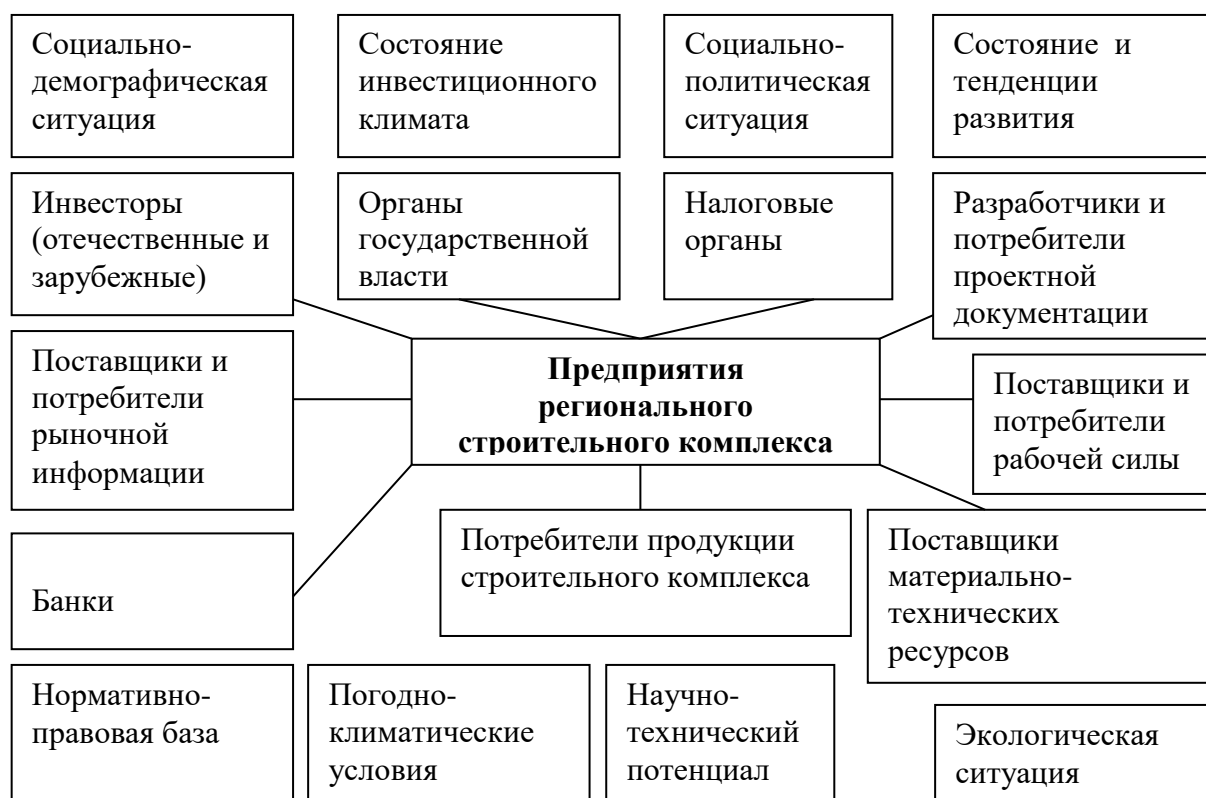 Социально-
демографическая
ситуация
Состояние
инвестиционного
климата
Социально-
политическая
ситуация
Состояние и
тенденции
развития
Инвесторы
(отечественные и
зарубежные)
Органы
государственной
власти
Налоговые
органы
Разработчики и
потребители
проектной
документации
Поставщики и
потребители
рыночной
информации
Предприятия
регионального
строительного комплекса
Поставщики и
потребители
рабочей силы
Банки
Потребители продукции
строительного комплекса
Поставщики
материально-
технических
ресурсов
Нормативно-
правовая база
Погодно-
климатические
условия
Научно-
технический
потенциал
Экологическая
ситуация